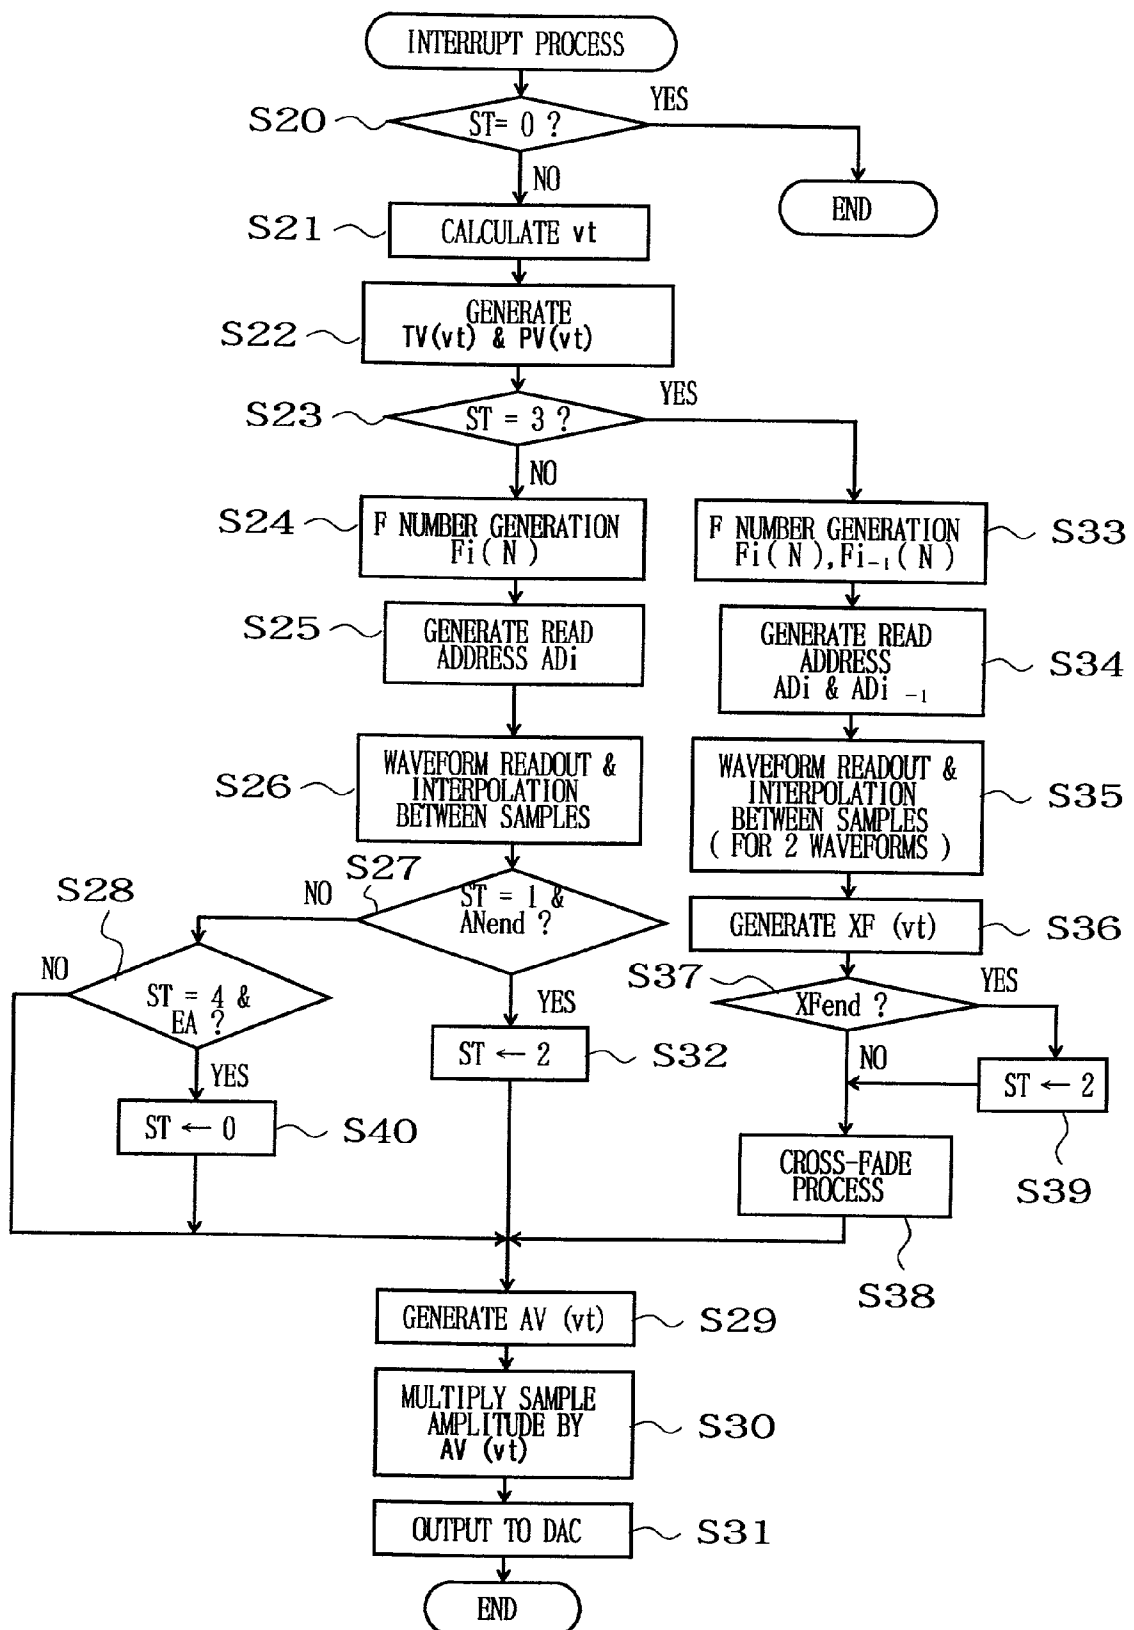 INTERRUPT PROCESS
S20
ST= 0 ?
YES
NO
END
S21
CALCULATE vt
S22
GENERATE
TV(vt) & PV(vt)
S23
ST = 3 ?
YES
NO
S24
F NUMBER GENERATION
Fi( N )
F NUMBER GENERATION
Fi( N ),Fi-1( N )
S33
S25
GENERATE READ
ADDRESS ADi
GENERATE READ
ADDRESS
ADi & ADi -1
S34
S26
WAVEFORM READOUT &
INTERPOLATION
BETWEEN SAMPLES
WAVEFORM READOUT &
INTERPOLATION
BETWEEN SAMPLES
( FOR 2 WAVEFORMS )
S35
S27
ST = 1 &
ANend ?
NO
YES
S28
ST = 4 &
EA ?
NO
YES
GENERATE XF (vt)
S36
S37
XFend ?
YES
NO
ST ← 2
S32
ST ← 2
S39
ST ← 0
S40
CROSS-FADE
PROCESS
S38
GENERATE AV (vt)
S29
MULTIPLY SAMPLE
AMPLITUDE BY
AV (vt)
S30
OUTPUT TO DAC
S31
END